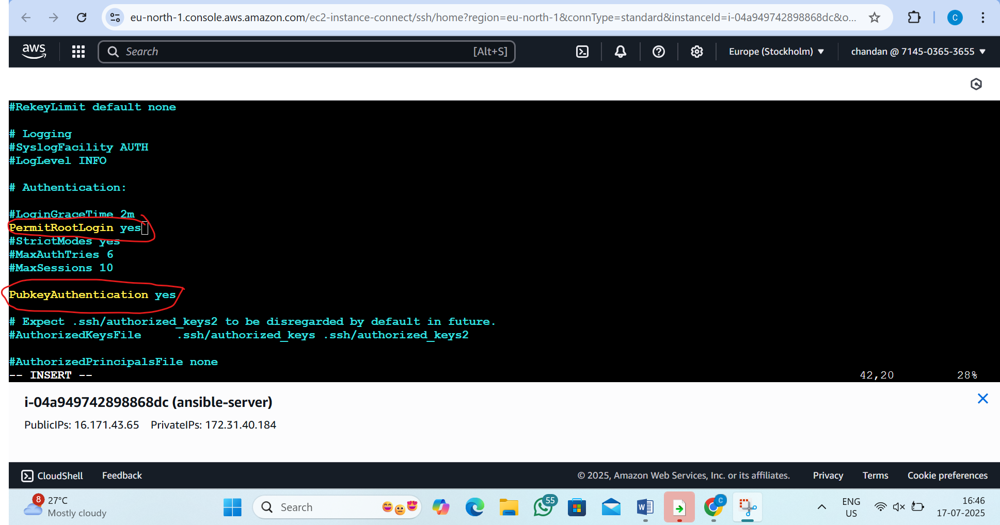 eu-north-1.console.aws.amazon.com/ec2-instance-connect/ssh/home?region=eu-north-1&connType=standard&instanceId=i-04a949742898868dc&o...
C
aws
Search
[Alt+S]
Europe (Stockholm)
chandan @ 7145-0365-3655
#RekeyLimit default none
# Logging
#SyslogFacility AUTH
#LogLevel INFO
# Authentication:
#LoginGraceTime 2m
PermitRootLogin yes
#StrictModes yes
#MaxAuthTries 6
#MaxSessions 10
PubkeyAuthentication yes
# Expect .ssh/authorized_keys2 to be disregarded by default in future.
#AuthorizedKeysFile     .ssh/authorized_keys .ssh/authorized_keys2
#AuthorizedPrincipalsFile none
-- INSERT --
42,20
28%
i-04a949742898868dc (ansible-server)
PublicIPs: 16.171.43.65 PrivateIPs: 172.31.40.184
CloudShell
Feedback
© 2025, Amazon Web Services, Inc. or its affiliates.
Privacy
Terms
Cookie preferences
8
27°C
Mostly cloudy
Search
55
W
C
ENG
US
16:46
17-07-2025